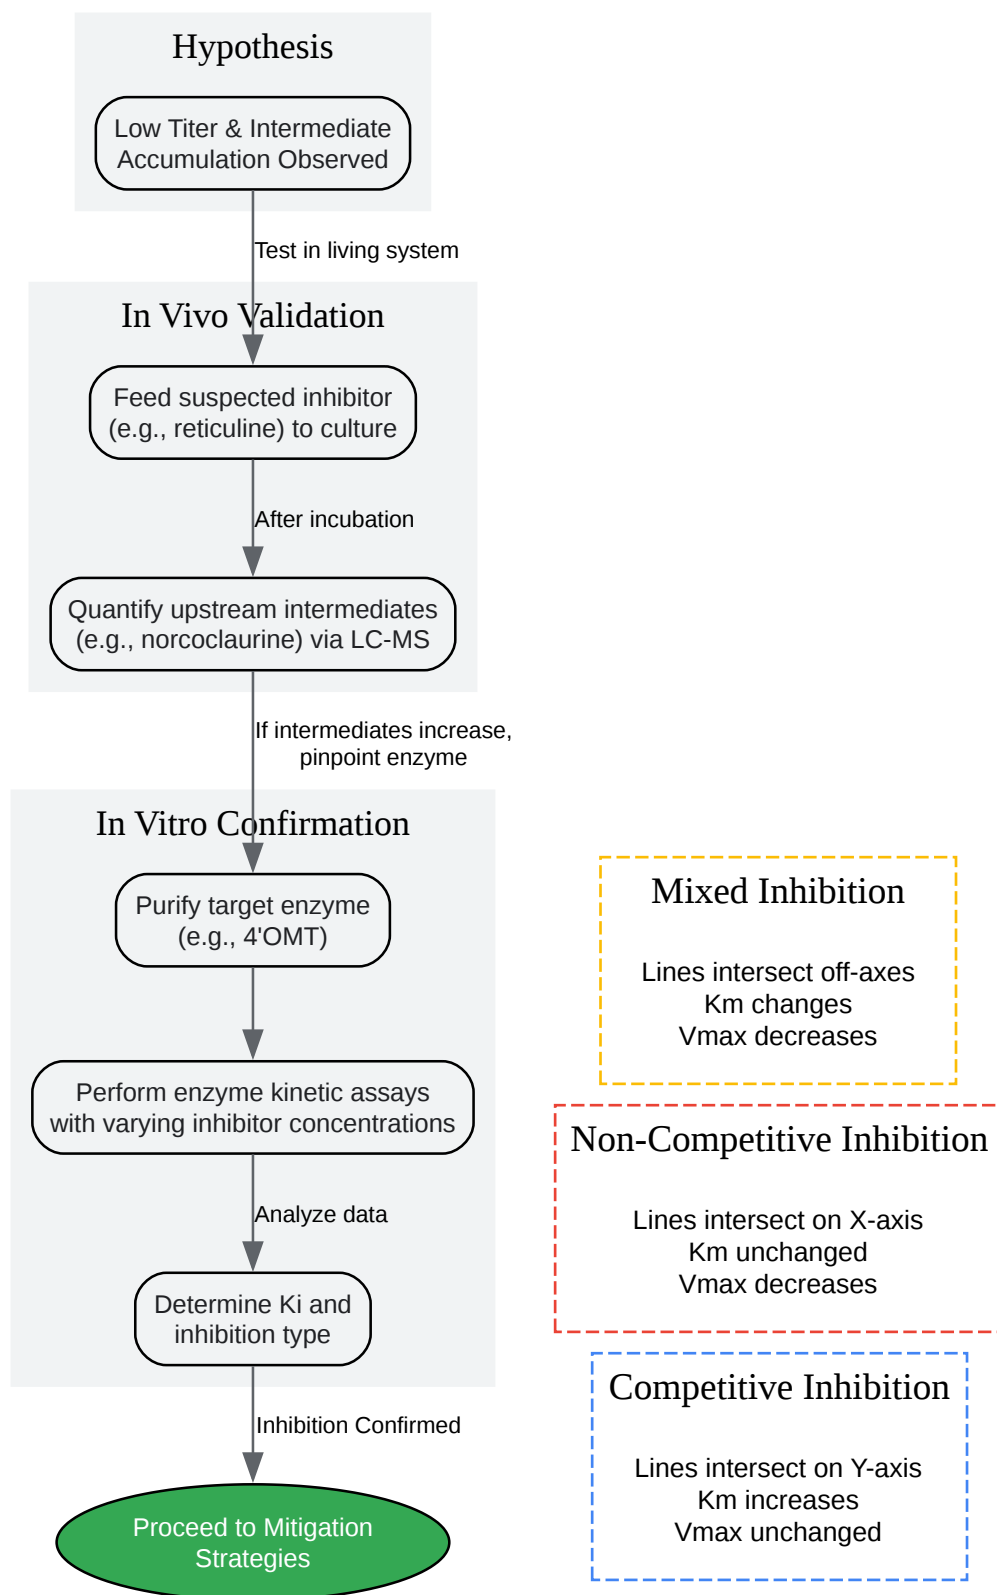 Hypothesis
Low Titer & Intermediate
Accumulation Observed
Test in living system
In Vivo Validation
Feed suspected inhibitor
(e.g., reticuline) to culture
After incubation
Quantify upstream intermediates
(e.g., norcoclaurine) via LC-MS
If intermediates increase,
pinpoint enzyme
In Vitro Confirmation
Purify target enzyme
(e.g., 4'OMT)
Perform enzyme kinetic assays
with varying inhibitor concentrations
Analyze data
Determine Ki and
inhibition type
Inhibition Confirmed
Proceed to Mitigation
Strategies
Mixed Inhibition
Lines intersect off-axes
Km changes
Vmax decreases
Non-Competitive Inhibition
Lines intersect on X-axis
Km unchanged
Vmax decreases
Competitive Inhibition
Lines intersect on Y-axis
Km increases
Vmax unchanged